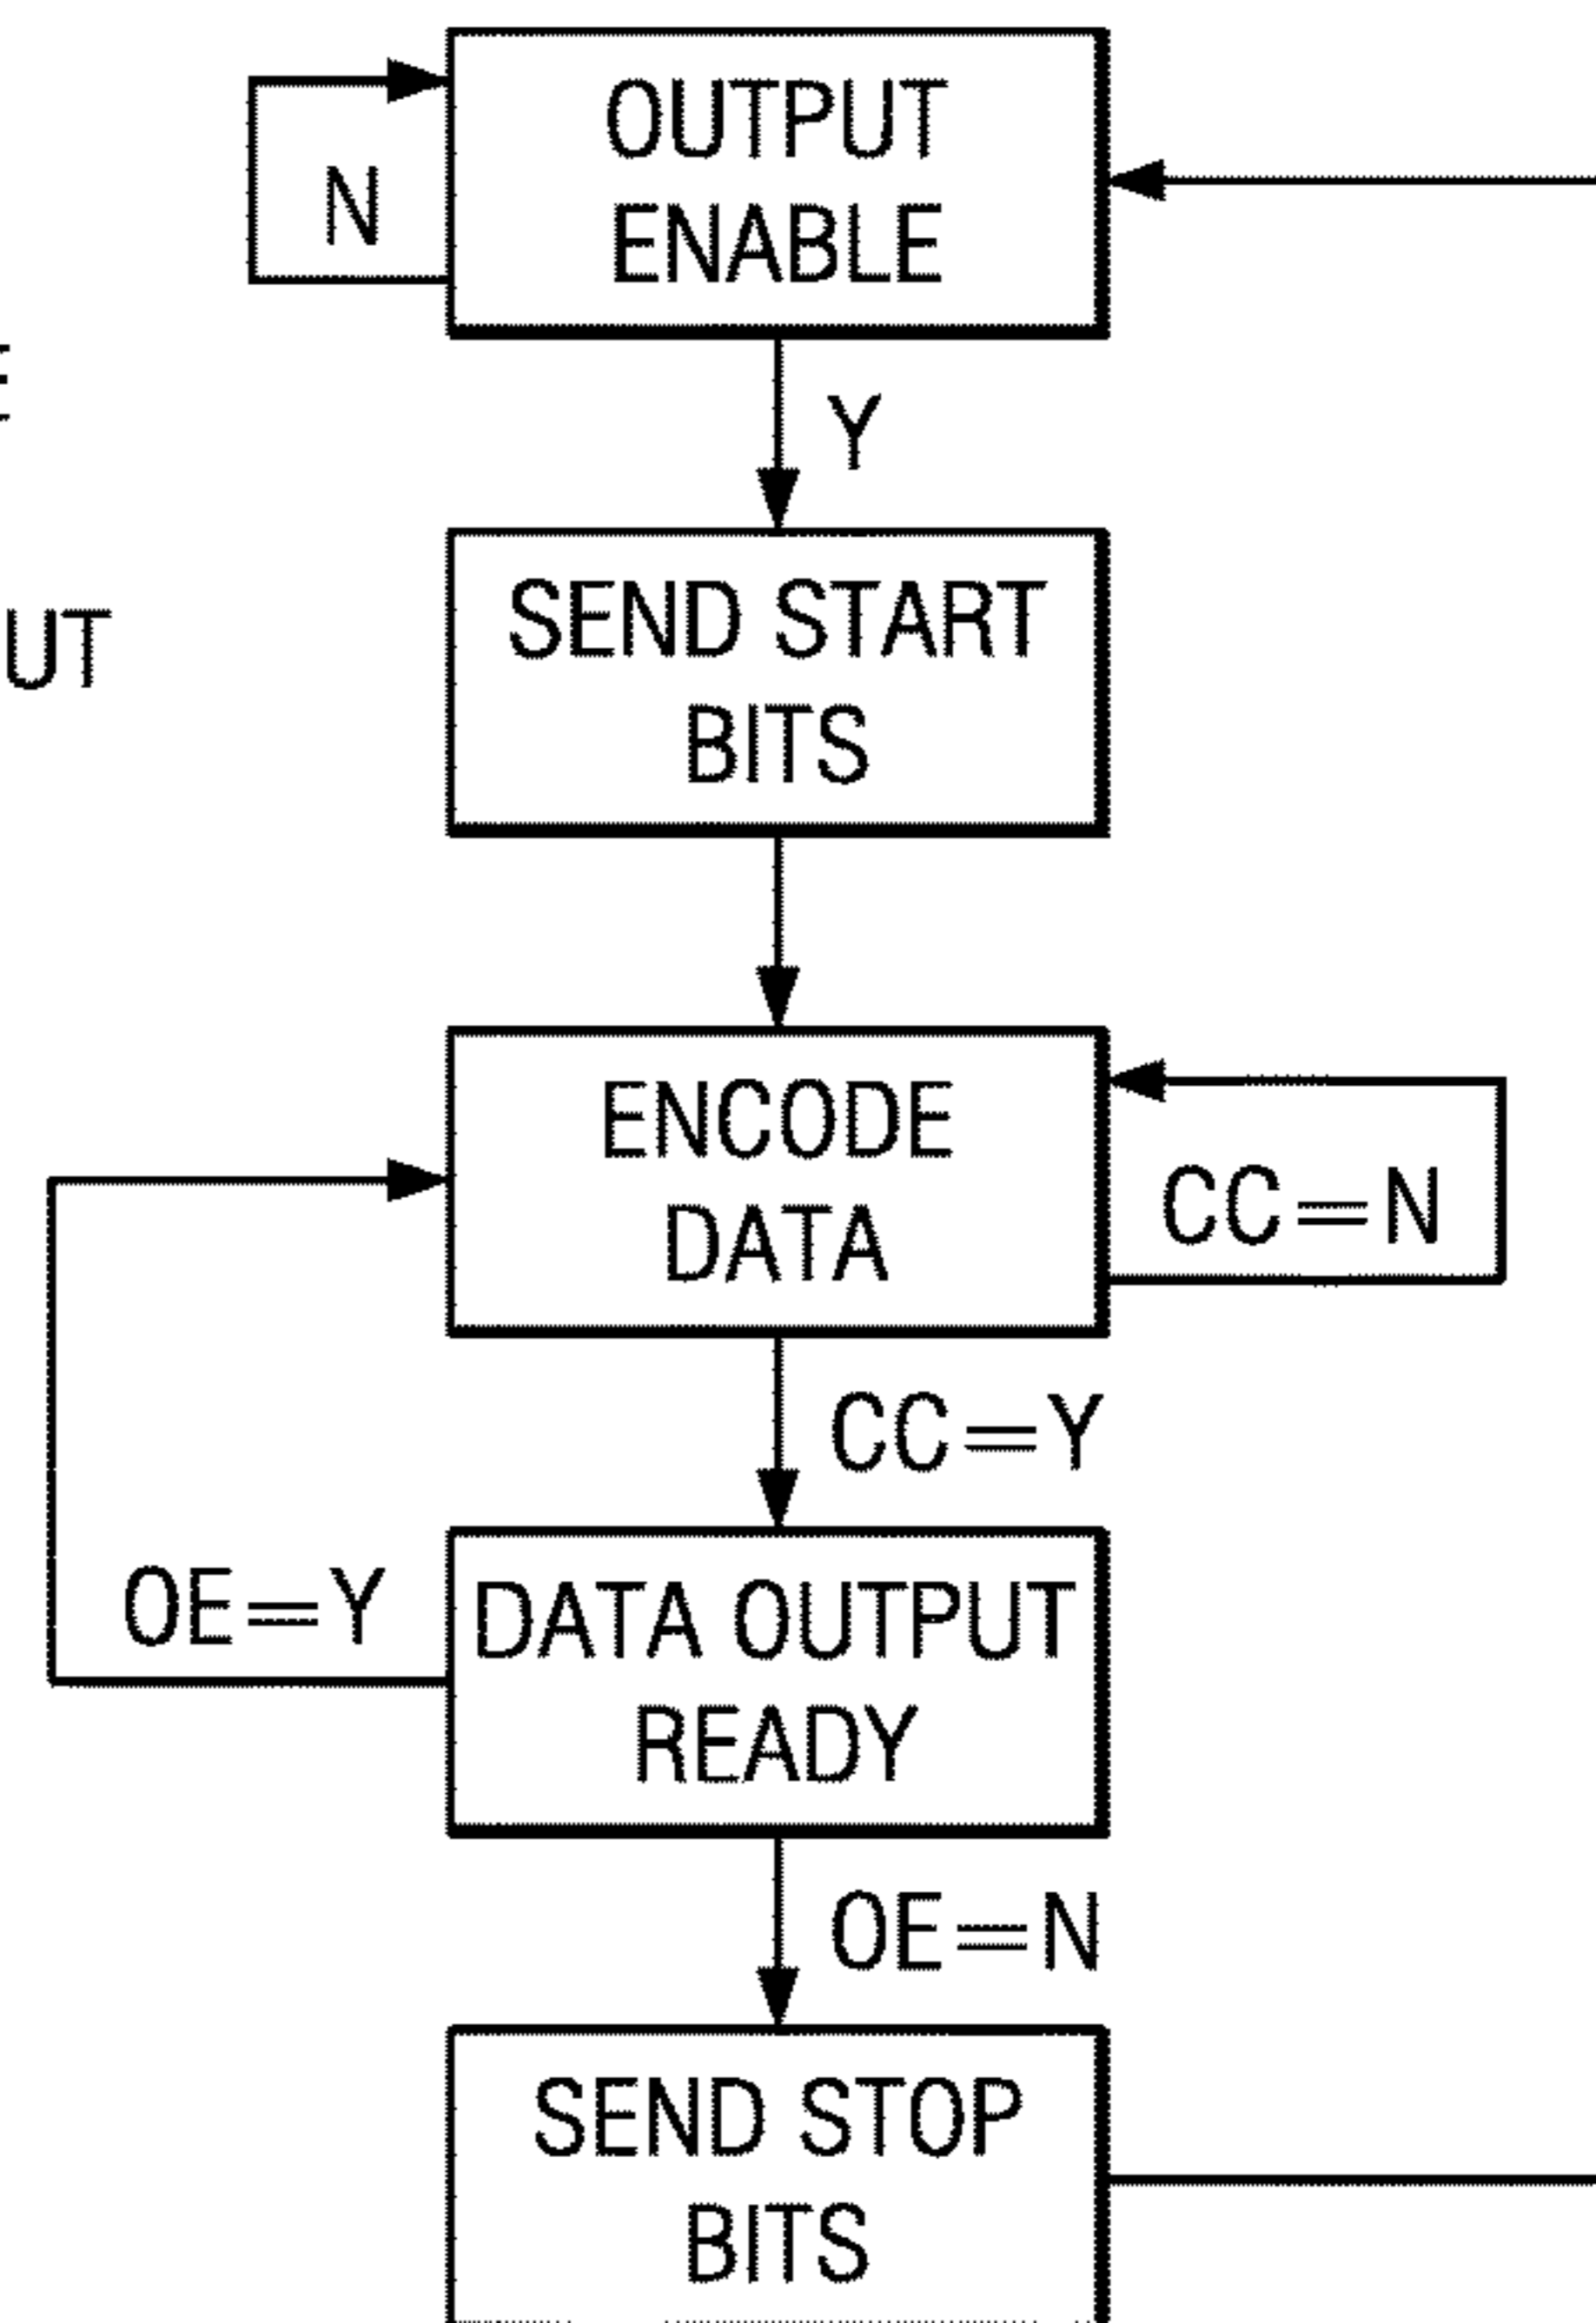 OUTPUT
ENABLE
N
Y
UT
SEND START
BITS
ENCODE
DATA
CC=N
CC=Y
OE=Y
DATA OUTPUT
READY
OE=N
SEND STOP
BITS